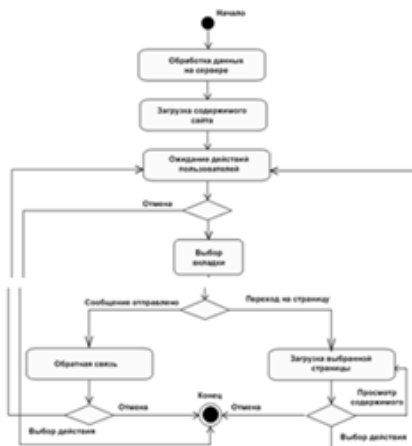 Начало
Обработка данных
на сервере
Загрузка содержимого
сайта
Ожидание действий
пользователей
Отмена
Выбор
вкладки
Сообщение отправлено
Переход на страницу
Обратная связь
Загрузка выбранной
страницы
Конец
Просмотр
содержимого
Отмена
Отмена
Выбор действия
Выбор действия